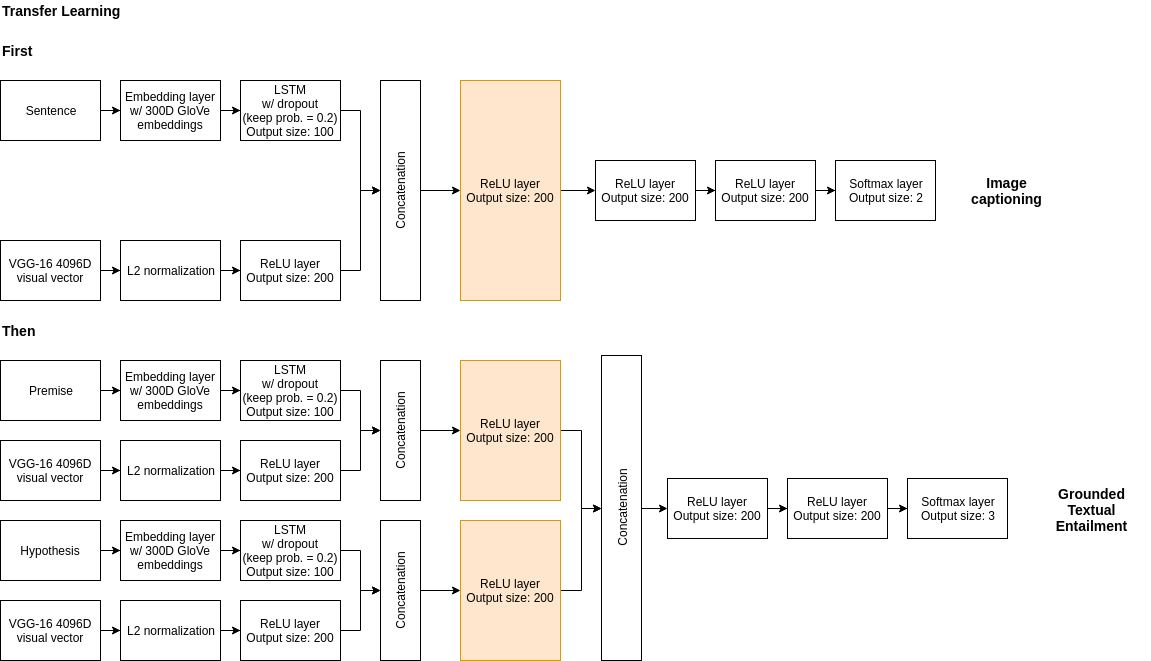 Transfer Learning
First
Sentence
Embedding layer
w/ 300D GloVe
embeddings
LSTM
w/ dropout
(keep prob. = 0.2)
Output size: 100
Concatenation
ReLU layer
Output size: 200
ReLU layer
Output size: 200
ReLU layer
Output size: 200
Softmax layer
Output size: 2
Image
captioning
VGG-16 4096D
visual vector
L2 normalization
ReLU layer
Output size: 200
Then
Premise
Embedding layer
w/ 300D GloVe
embeddings
LSTM
w/ dropout
(keep prob. = 0.2)
Output size: 100
Concatenation
ReLU layer
Output size: 200
VGG-16 4096D
visual vector
L2 normalization
ReLU layer
Output size: 200
Concatenation
ReLU layer
Output size: 200
ReLU layer
Output size: 200
Softmax layer
Output size: 3
Grounded
Textual
Entailment
Hypothesis
Embedding layer
w/ 300D GloVe
embeddings
LSTM
w/ dropout
(keep prob. = 0.2)
Output size: 100
Concatenation
ReLU layer
Output size: 200
VGG-16 4096D
visual vector
L2 normalization
ReLU layer
Output size: 200